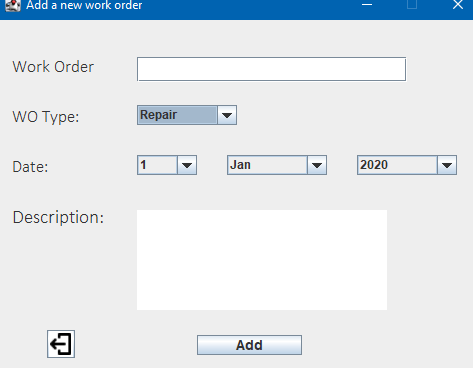 Add a new work order
Work Order
WO Type:
Repair
Date:
1
Jan
2020
Description:
Add